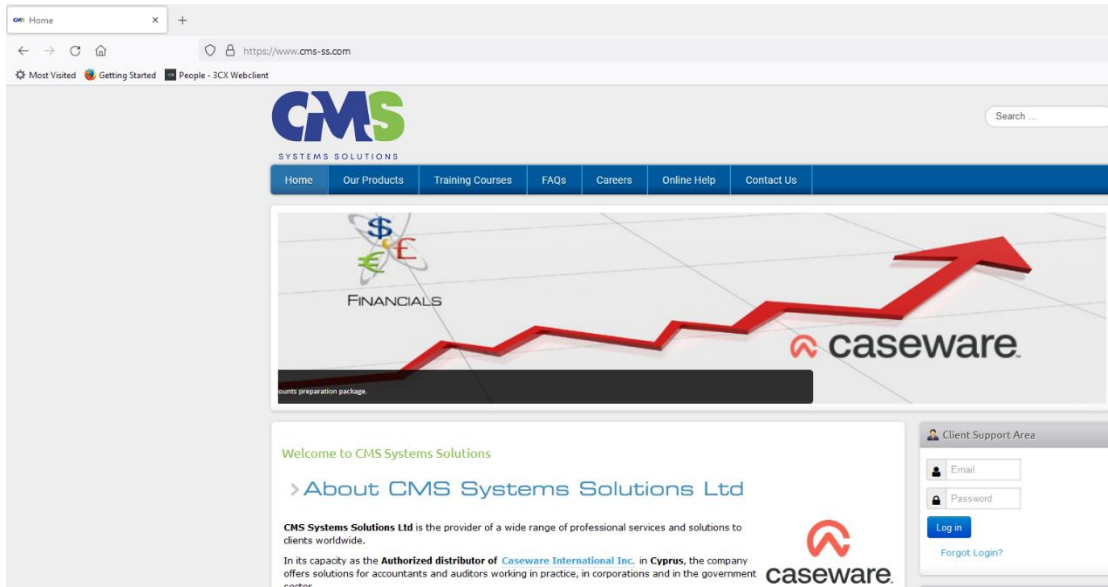 Home
https://www.cms-ss.com
Most Visited Getting Started People - 3CX Webclient
CMS
SYSTEMS SOLUTIONS
Search ...
Home Our Products Training Courses FAQs Careers Online Help Contact Us
$ € £
FINANCIALS
caseware
ounts preparation package.
Client Support Area
Welcome to CMS Systems Solutions
Email
About CMS Systems Solutions Ltd
Password
CMS Systems Solutions Ltd is the provider of a wide range of professional services and solutions to
clients worldwide.
Log in
Forgot Login?
In its capacity as the Authorized distributor of Caseware International Inc. in Cyprus, the company
offers solutions for accountants and auditors working in practice, in corporations and in the government
caseware